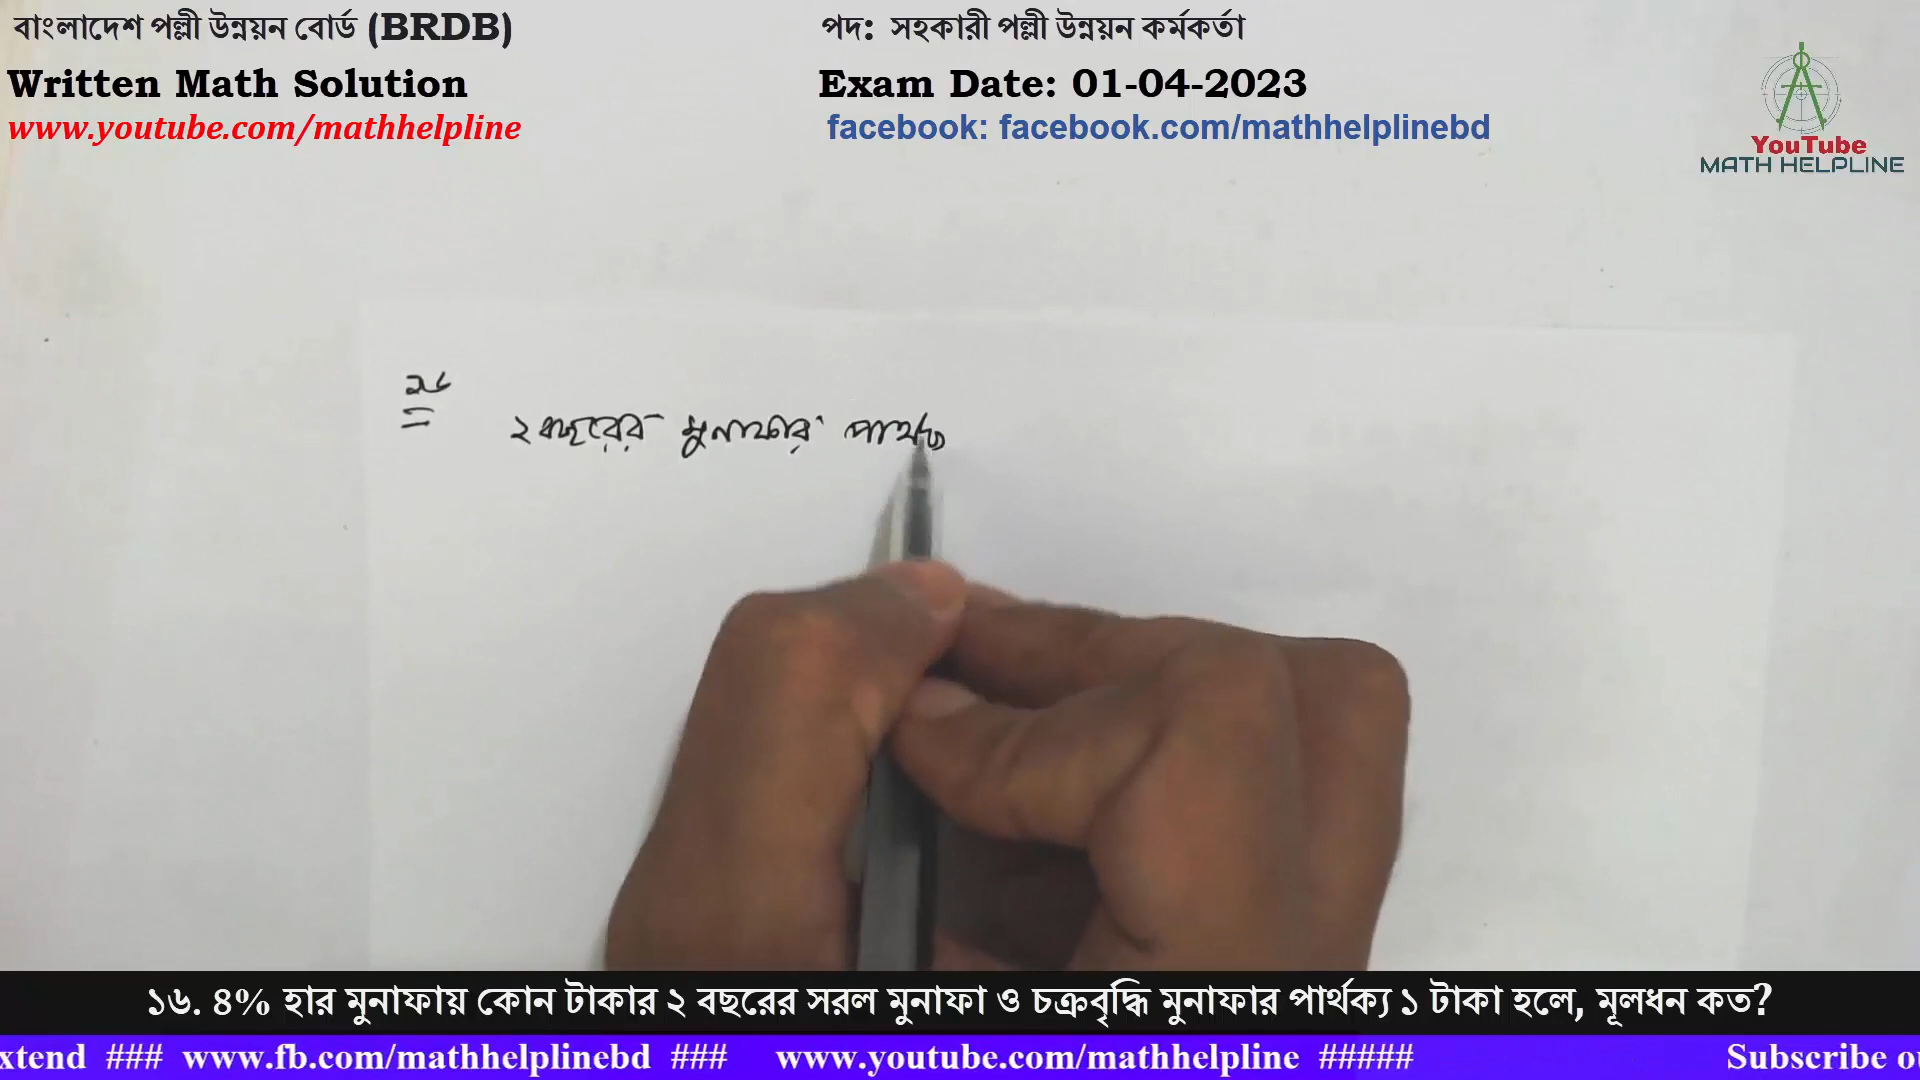 বাংলাদেশ পল্লী উন্নয়ন বোর্ড (BRDB)
পদ: সহকারী পল্লী উন্নয়ন কর্মকর্তা
Written Math Solution
Exam Date: 01-04-2023
www.youtube.com/mathhelpline
facebook: facebook.com/mathhelplinebd
YouTube
MATH HELPLINE
১৬
২ বছরের মুনাফার
১৬. ৪% হার মুনাফায় কোন টাকার ২ বছরের সরল মুনাফা ও চক্রবৃদ্ধি মুনাফার পার্থক্য ১ টাকা হলে, মূলধন কত?
xtend ### www.fb.com/mathhelplinebd ### www.youtube.com/mathhelpline ##### Subscribe